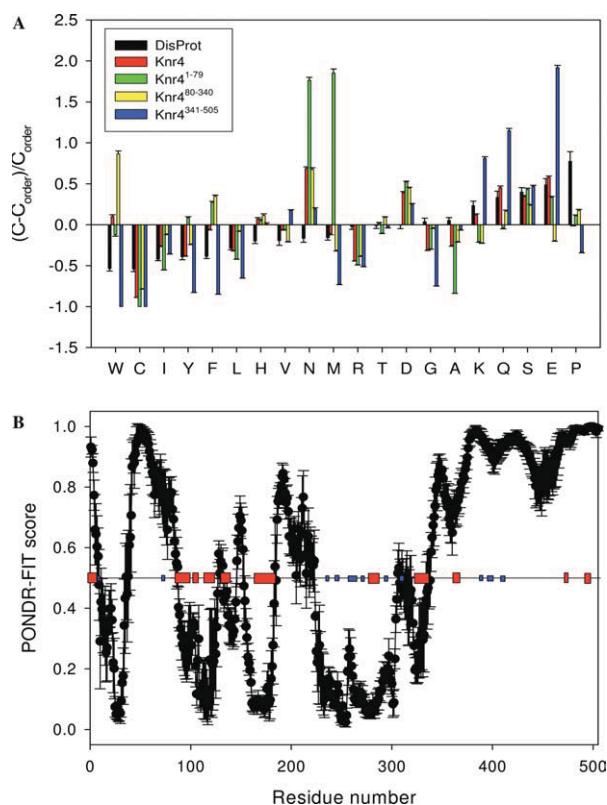 A
2.5
2.0
1.5
1.0
0.5
0.0
-0.5
-1.0
-1.5
(C-C_order)/C_order
DisProt
Knr4
Knr4^1-79
Knr4^80-340
Knr4^341-505
W C I Y F L H V N M R T D G A K Q S E P
B
1.0
0.8
0.6
0.4
0.2
0.0
PONDR-FIT score
0 100 200 300 400 500
Residue number